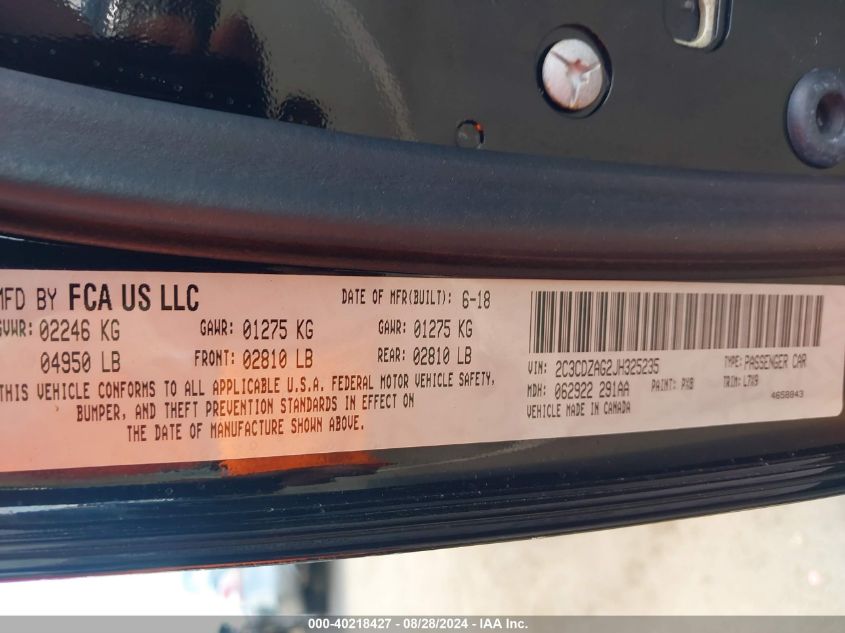 MFD BY FCA US LLC
DATE OF MFR(BUILT): 6-18
GVWR: 02246 KG
GAWR: 01275 KG
GAWR: 01275 KG
04950 LB
FRONT: 02810 LB
REAR: 02810 LB
THIS VEHICLE CONFORMS TO ALL APPLICABLE U.S.A. FEDERAL MOTOR VEHICLE SAFETY,
BUMPER, AND THEFT PREVENTION STANDARDS IN EFFECT ON
THE DATE OF MANUFACTURE SHOWN ABOVE.
VIN: 2C3CDZAG2JH325235
TYPE: PASSENGER CAR
MDH: 062922 291AA
PAINT: PX8
TRIM: L7X9
VEHICLE MADE IN CANADA
4658843
000-40218427 - 08/28/2024 - IAA Inc.